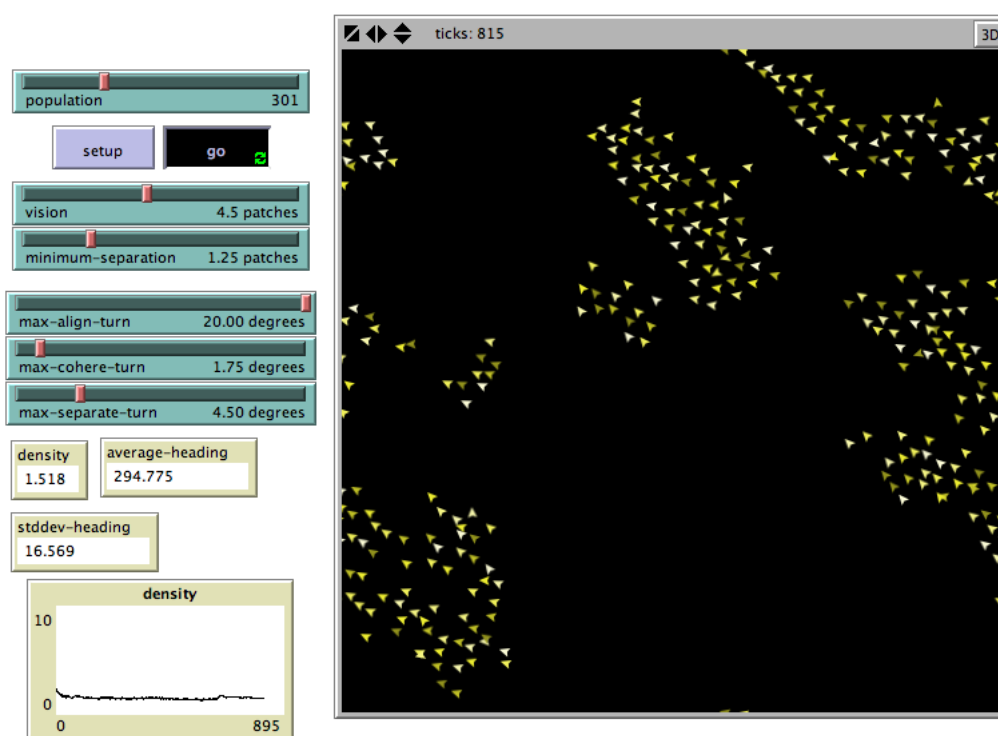 ticks: 815
3D
population 301
setup
go
vision 4.5 patches
minimum-separation 1.25 patches
max-align-turn 20.00 degrees
max-cohere-turn 1.75 degrees
max-separate-turn 4.50 degrees
density
1.518
average-heading
294.775
stddev-heading
16.569
density
10
0
0 895